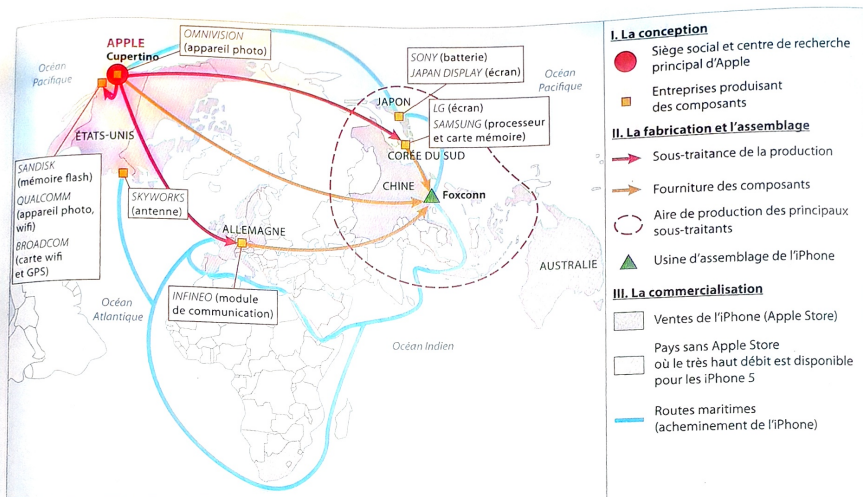 OMNIVISION
(appareil photo)
APPLE
Cupertino
Océan
Pacifique
ÉTATS-UNIS
SANDISK
(mémoire flash)
QUALCOMM
(appareil photo,
wifi)
BROADCOM
(carte wifi
et GPS)
SKYWORKS
(antenne)
Océan
Atlantique
ALLEMAGNE
INFINEO (module
de communication)
SONY (batterie)
JAPAN DISPLAY (écran)
Océan
Pacifique
JAPON
LG (écran)
SAMSUNG (processeur
et carte mémoire)
CORÉE DU SUD
CHINE
Foxconn
AUSTRALIE
Océan Indien
I. La conception
Siège social et centre de recherche
principal d'Apple
Entreprises produisant
des composants
II. La fabrication et l'assemblage
Sous-traitance de la production
Fourniture des composants
Aire de production des principaux
sous-traitants
Usine d'assemblage de l'iPhone
III. La commercialisation
Ventes de l'iPhone (Apple Store)
Pays sans Apple Store
où le très haut débit est disponible
pour les iPhone 5
Routes maritimes
(acheminement de l'iPhone)